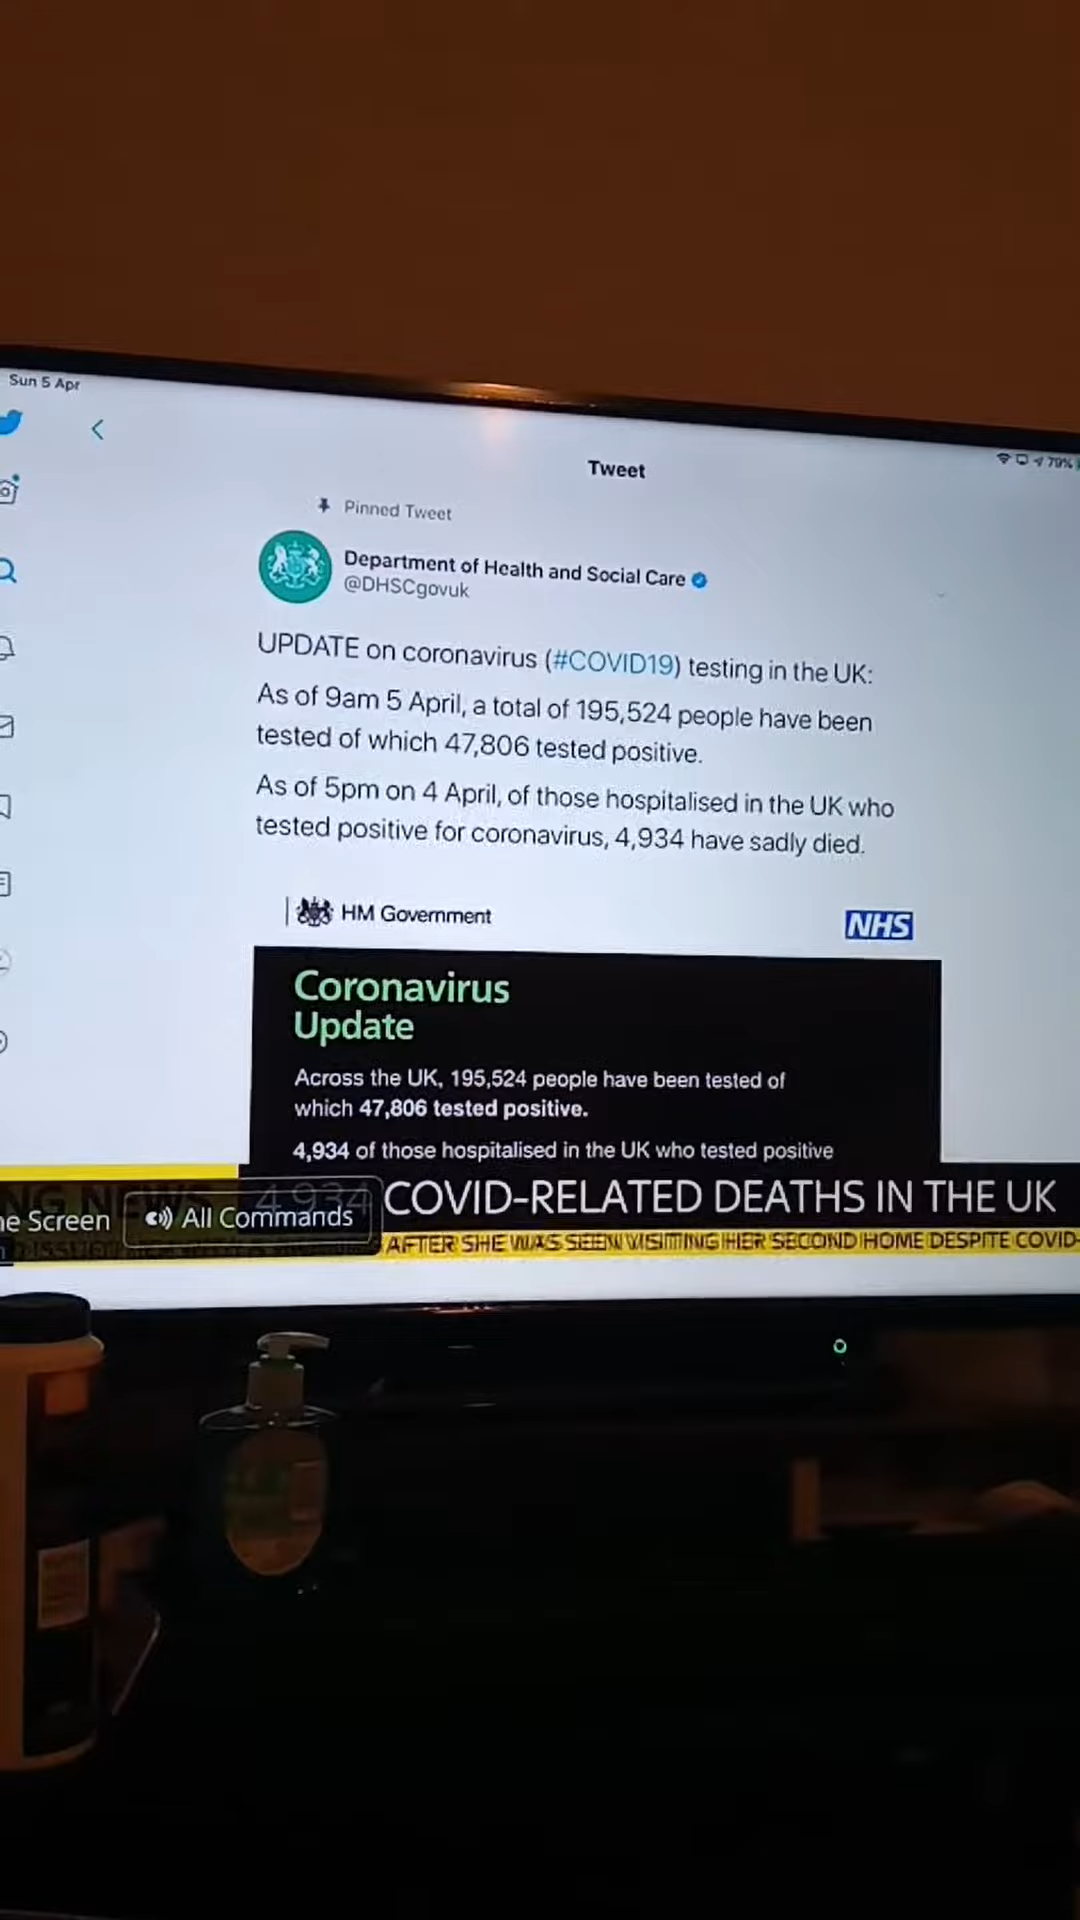 Sun 5 Apr
79%
Tweet
Pinned Tweet
Department of Health and Social Care
@DHSCgovuk
UPDATE on coronavirus (#COVID19) testing in the UK:
As of 9am 5 April, a total of 195,524 people have been
tested of which 47,806 tested positive.
As of 5pm on 4 April, of those hospitalised in the UK who
tested positive for coronavirus, 4,934 have sadly died.
HM Government
NHS
Coronavirus
Update
Across the UK, 195,524 people have been tested of
which 47,806 tested positive.
4,934 of those hospitalised in the UK who tested positive
NG NEWS 4,934 COVID-RELATED DEATHS IN THE UK
e Screen All Commands
AFTER SHE WAS SEEN VISITING HER SECOND HOME DESPITE COVID-